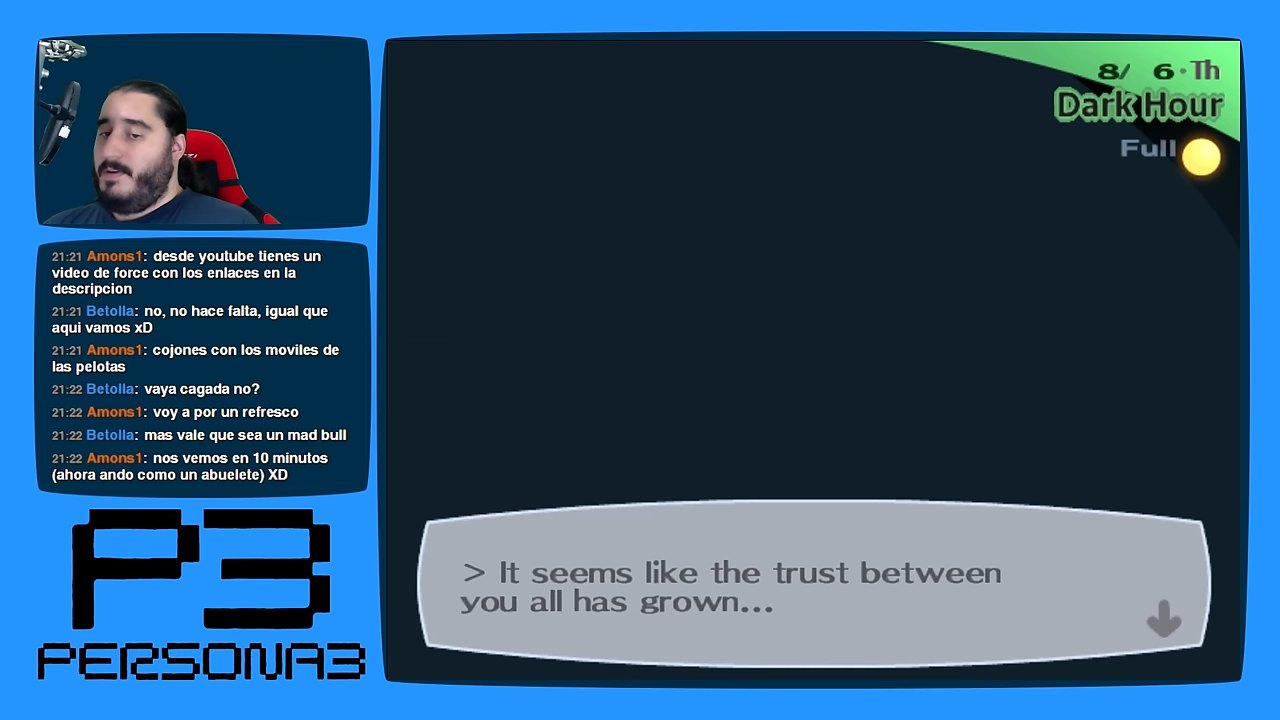 21:21 Amons1: desde youtube tienes un
video de force con los enlaces en la
descripcion
21:21 Betolla: no, no hace falta, igual que
aqui vamos xD
21:21 Amons1: cojones con los moviles de
las pelotas
21:22 Betolla: vaya cagada no?
21:22 Amons1: voy a por un refresco
21:22 Betolla: mas vale que sea un mad bull
21:22 Amons1: nos vemos en 10 minutos
(ahora ando como un abuelete) XD
P3
PERSONA3
8/ 6·Th
Dark Hour
Full
> It seems like the trust between
you all has grown...